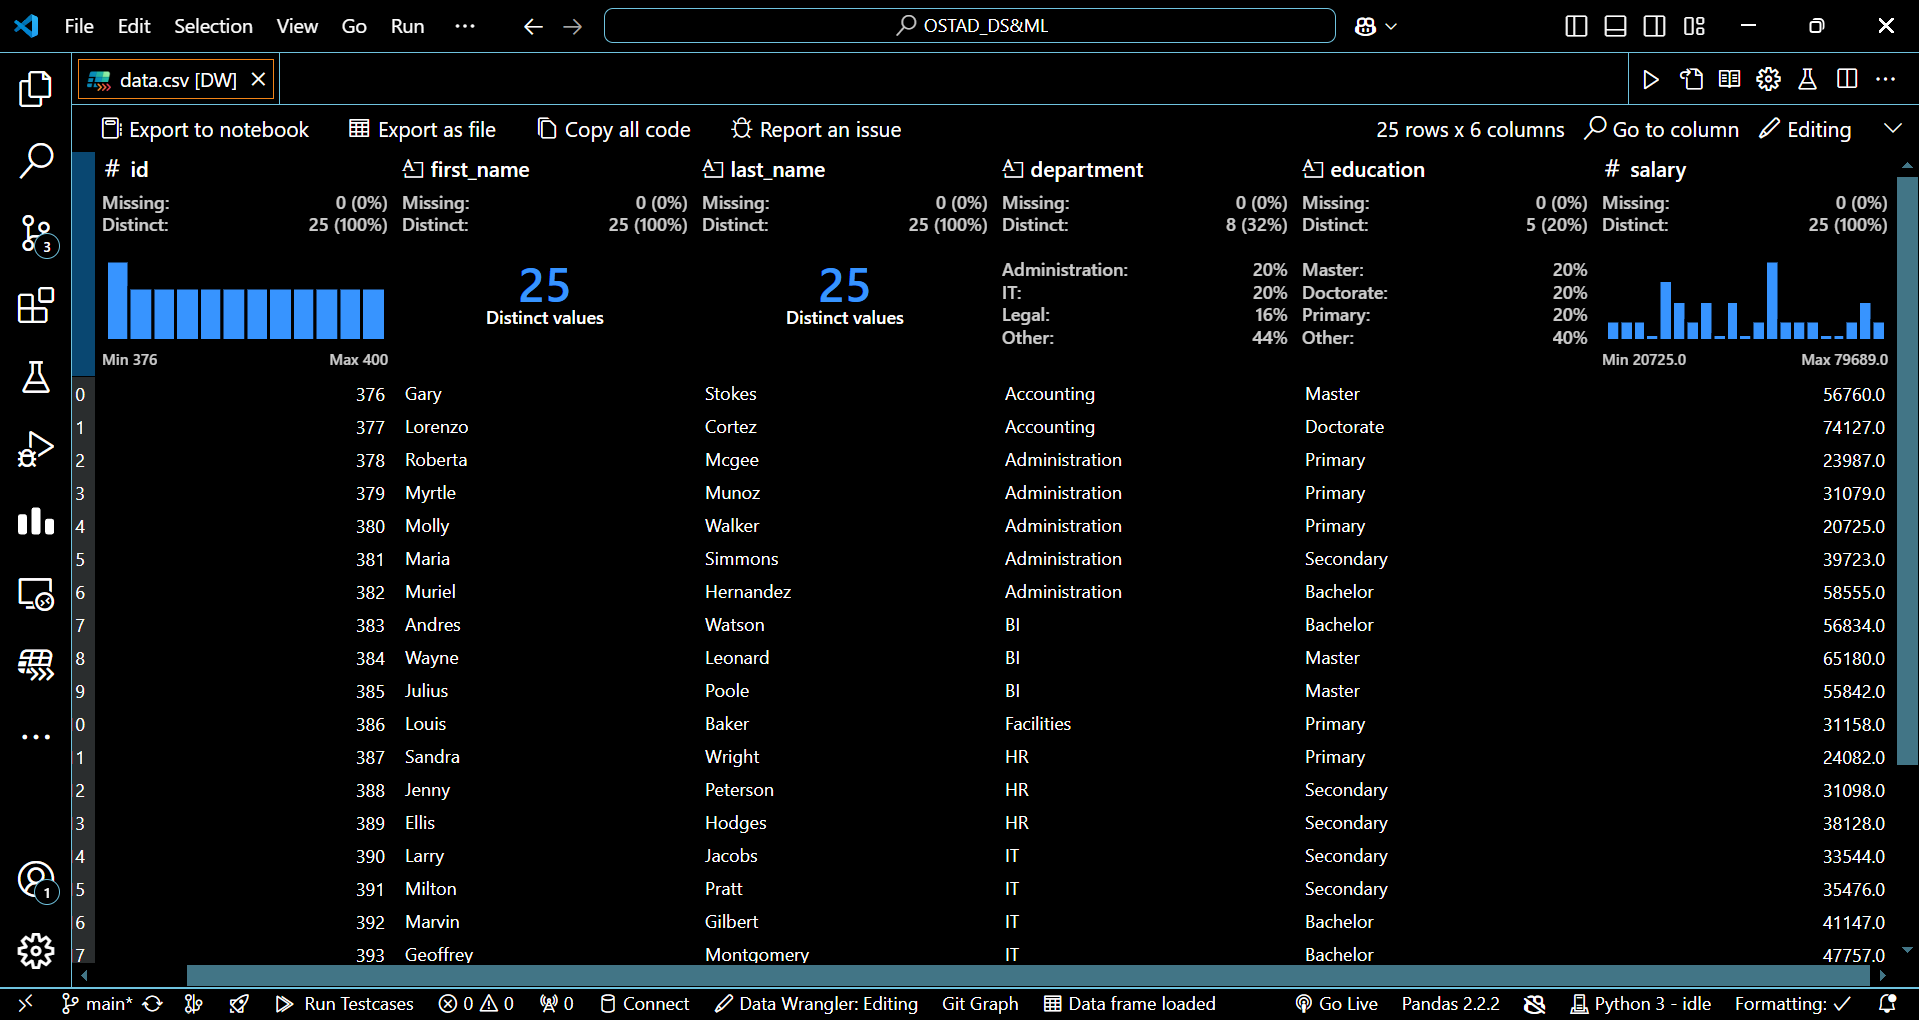 File Edit Selection View Go Run ··· OSTAD_DS&ML
data.csv [DW]
Export to notebook Export as file Copy all code Report an issue 25 rows x 6 columns Go to column Editing
# id first_name last_name department education # salary
Missing: 0 (0%) Missing: 0 (0%) Missing: 0 (0%) Missing: 0 (0%) Missing: 0 (0%) Missing: 0 (0%)
Distinct: 25 (100%) Distinct: 25 (100%) Distinct: 25 (100%) Distinct: 8 (32%) Distinct: 5 (20%) Distinct: 25 (100%)
3
25 25 Administration: 20% Master: 20%
IT: 20% Doctorate: 20%
Distinct values Distinct values Legal: 16% Primary: 20%
Other: 44% Other: 40%
Min 376 Max 400 Min 20725.0 Max 79689.0
0 376 Gary Stokes Accounting Master 56760.0
1 377 Lorenzo Cortez Accounting Doctorate 74127.0
2 378 Roberta Mcgee Administration Primary 23987.0
3 379 Myrtle Munoz Administration Primary 31079.0
4 380 Molly Walker Administration Primary 20725.0
5 381 Maria Simmons Administration Secondary 39723.0
6 382 Muriel Hernandez Administration Bachelor 58555.0
7 383 Andres Watson BI Bachelor 56834.0
8 384 Wayne Leonard BI Master 65180.0
9 385 Julius Poole BI Master 55842.0
0 386 Louis Baker Facilities Primary 31158.0
1 387 Sandra Wright HR Primary 24082.0
2 388 Jenny Peterson HR Secondary 31098.0
3 389 Ellis Hodges HR Secondary 38128.0
4 390 Larry Jacobs IT Secondary 33544.0
1
5 391 Milton Pratt IT Secondary 35476.0
6 392 Marvin Gilbert IT Bachelor 41147.0
7 393 Geoffrey Montgomery IT Bachelor 47757.0
main* Run Testcases 0 0 0 Connect Data Wrangler: Editing Git Graph Data frame loaded Go Live Pandas 2.2.2 Python 3 - idle Formatting: ✓